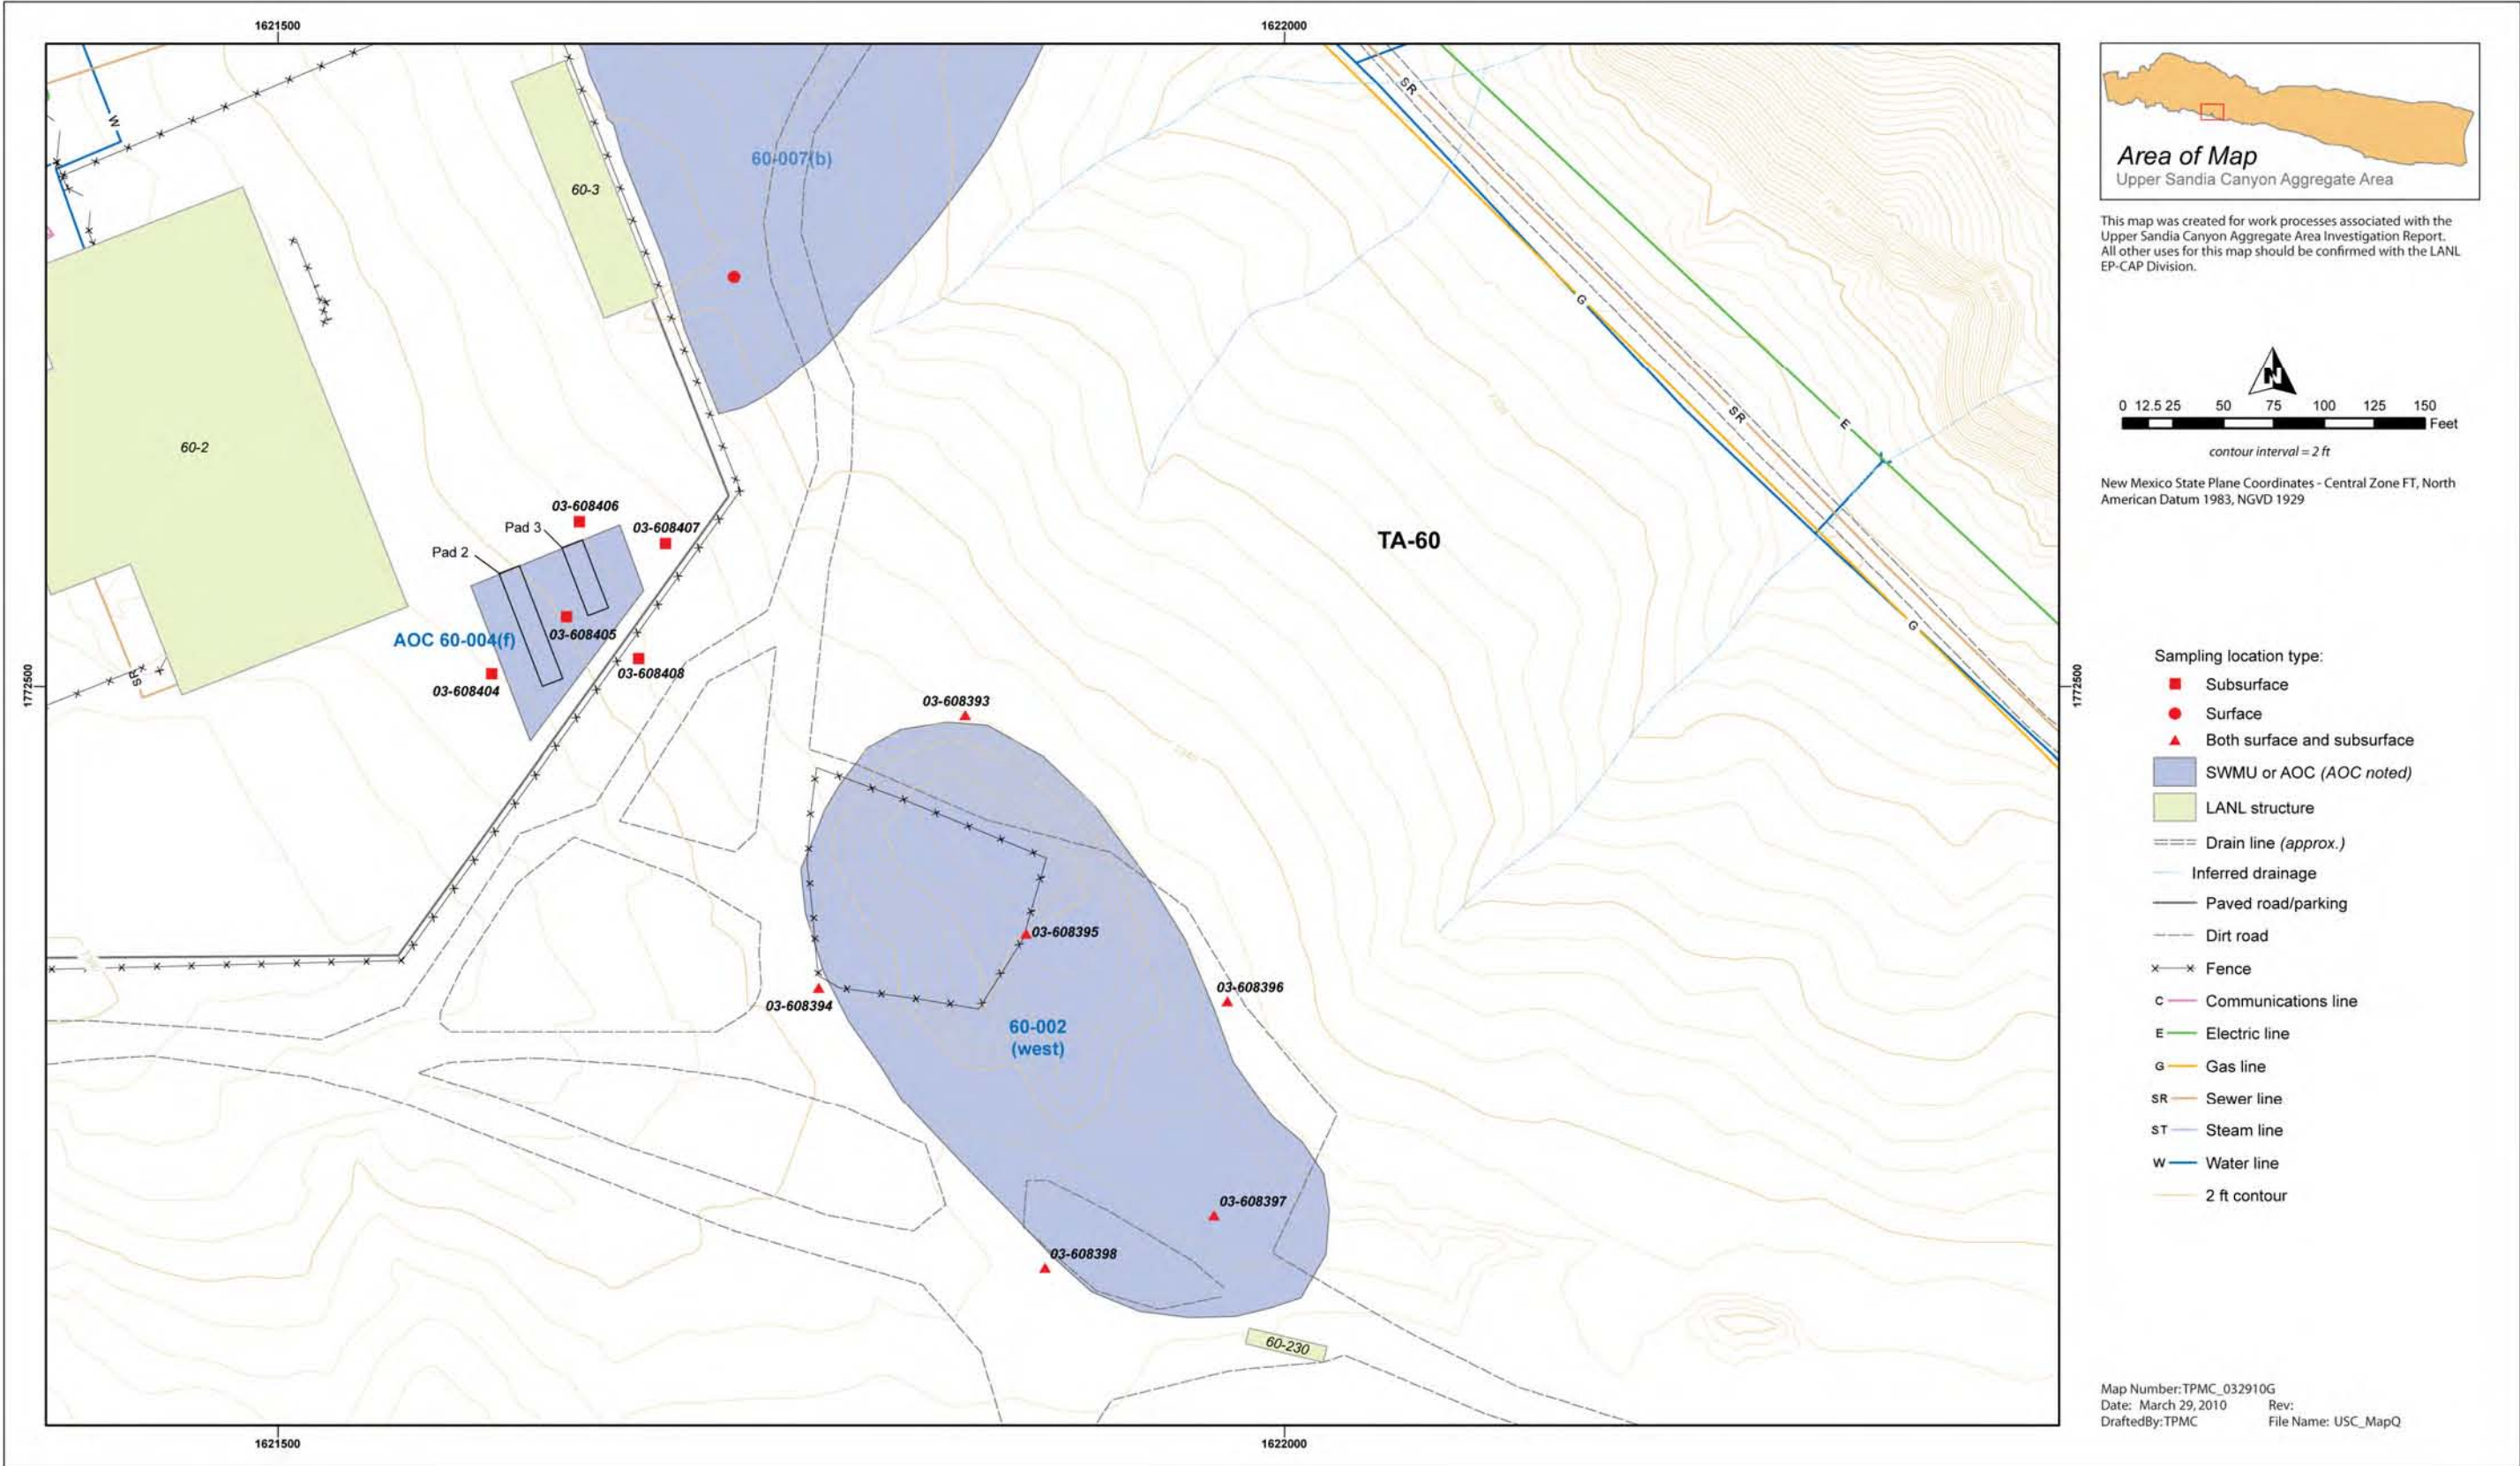 1621500
1622000
W
SR
60-007(b)
60-3
G
SR
E
60-2
03-608406
Pad 3
03-608407
Pad 2
TA-60
AOC 60-004(f)
03-608405
G
SR
03-608408
03-608404
1772500
1772500
03-608393
03-608395
03-608396
03-608394
60-002
(west)
03-608397
03-608398
60-230
1621500
1622000
Area of Map
Upper Sandia Canyon Aggregate Area
This map was created for work processes associated with the
Upper Sandia Canyon Aggregate Area Investigation Report.
All other uses for this map should be confirmed with the LANL
EP-CAP Division.
N
0 12.5 25 50 75 100 125 150
Feet
contour interval = 2 ft
New Mexico State Plane Coordinates - Central Zone FT, North
American Datum 1983, NGVD 1929
Sampling location type:
Subsurface
Surface
Both surface and subsurface
SWMU or AOC (AOC noted)
LANL structure
Drain line (approx.)
Inferred drainage
Paved road/parking
Dirt road
Fence
C Communications line
E Electric line
G Gas line
SR Sewer line
ST Steam line
W Water line
2 ft contour
Map Number: TPMC_032910G
Date: March 29, 2010 Rev:
DraftedBy: TPMC File Name: USC_MapQ